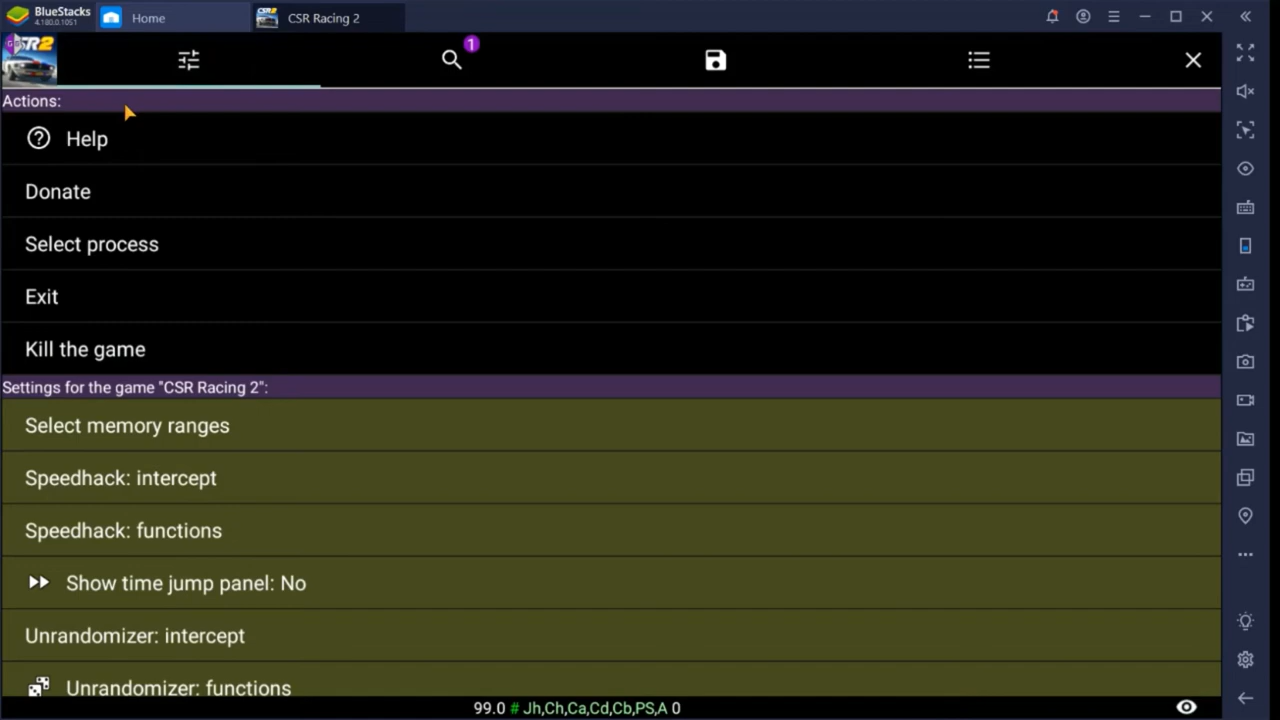 BlueStacks
4.180.0.1051
Home
CSR Racing 2
1
Actions:
Help
Donate
Select process
Exit
Kill the game
Settings for the game "CSR Racing 2":
Select memory ranges
Speedhack: intercept
Speedhack: functions
Show time jump panel: No
Unrandomizer: intercept
Unrandomizer: functions
99.0 # Jh,Ch,Ca,Cd,Cb,PS,A 0